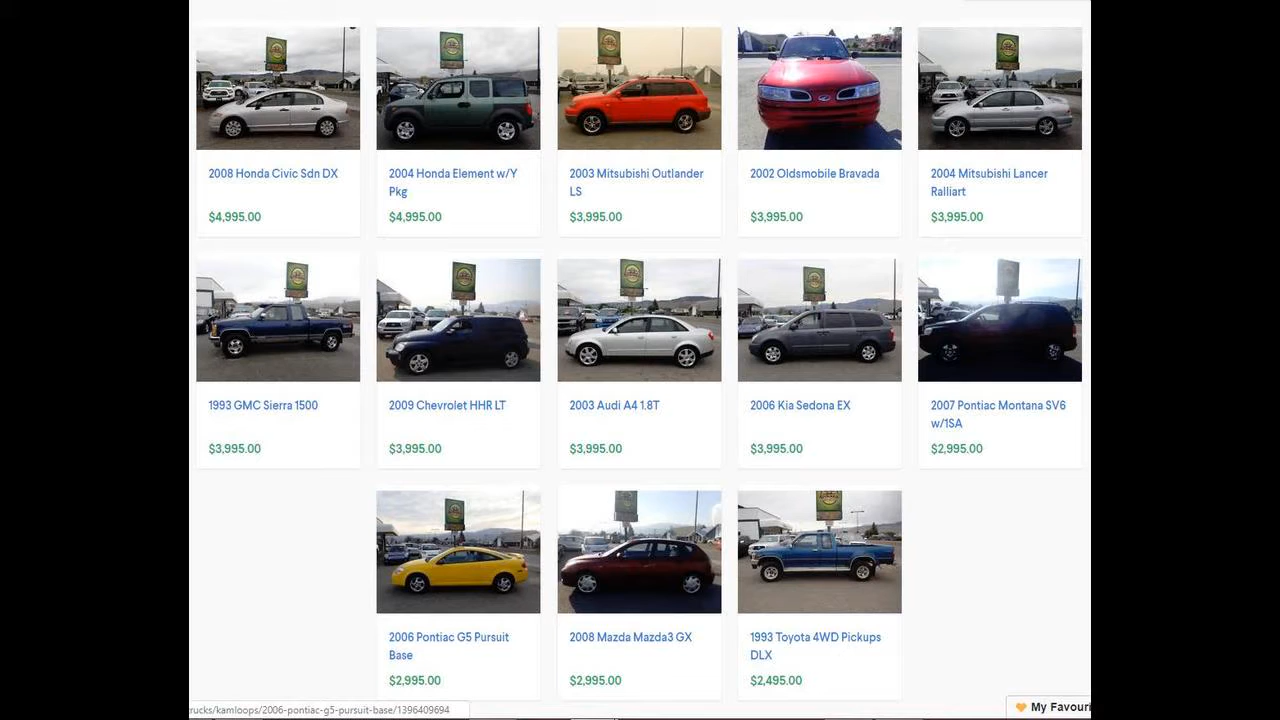 2008 Honda Civic Sdn DX
$4,995.00
2004 Honda Element w/Y
Pkg
$4,995.00
2003 Mitsubishi Outlander
LS
$3,995.00
2002 Oldsmobile Bravada
$3,995.00
2004 Mitsubishi Lancer
Ralliart
$3,995.00
1993 GMC Sierra 1500
$3,995.00
2009 Chevrolet HHR LT
$3,995.00
2003 Audi A4 1.8T
$3,995.00
2006 Kia Sedona EX
$3,995.00
2007 Pontiac Montana SV6
w/1SA
$2,995.00
2006 Pontiac G5 Pursuit
Base
$2,995.00
2008 Mazda Mazda3 GX
$2,995.00
1993 Toyota 4WD Pickups
DLX
$2,495.00
rucks/kamloops/2006-pontiac-g5-pursuit-base/1396409694
My Favouri